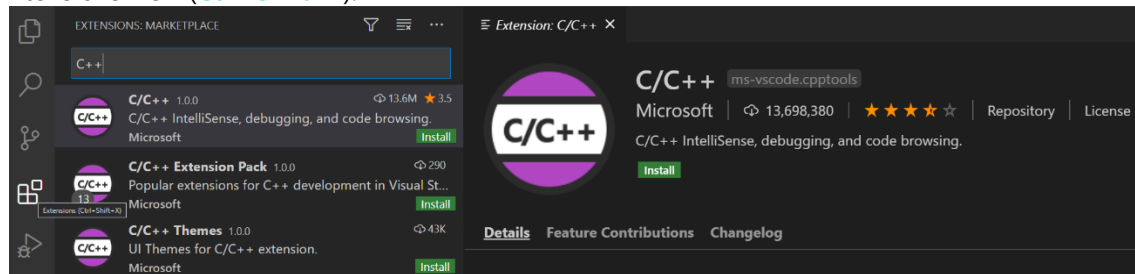 EXTENSIONS: MARKETPLACE
C++
C/C++ 1.0.0 13.6M ★ 3.5
C/C++ IntelliSense, debugging, and code browsing.
Microsoft Install
C/C++ Extension Pack 1.0.0 290
Popular extensions for C++ development in Visual St...
Microsoft Install
C/C++ Themes 1.0.0 43K
UI Themes for C/C++ extension.
Microsoft Install
C/C++
C/C++
C/C++
13
Extensions (Ctrl+Shift+X)
Extension: C/C++
C/C++
C/C++ ms-vscode.cpptools
Microsoft 13,698,380 Repository License
C/C++ IntelliSense, debugging, and code browsing.
Install
Details Feature Contributions Changelog